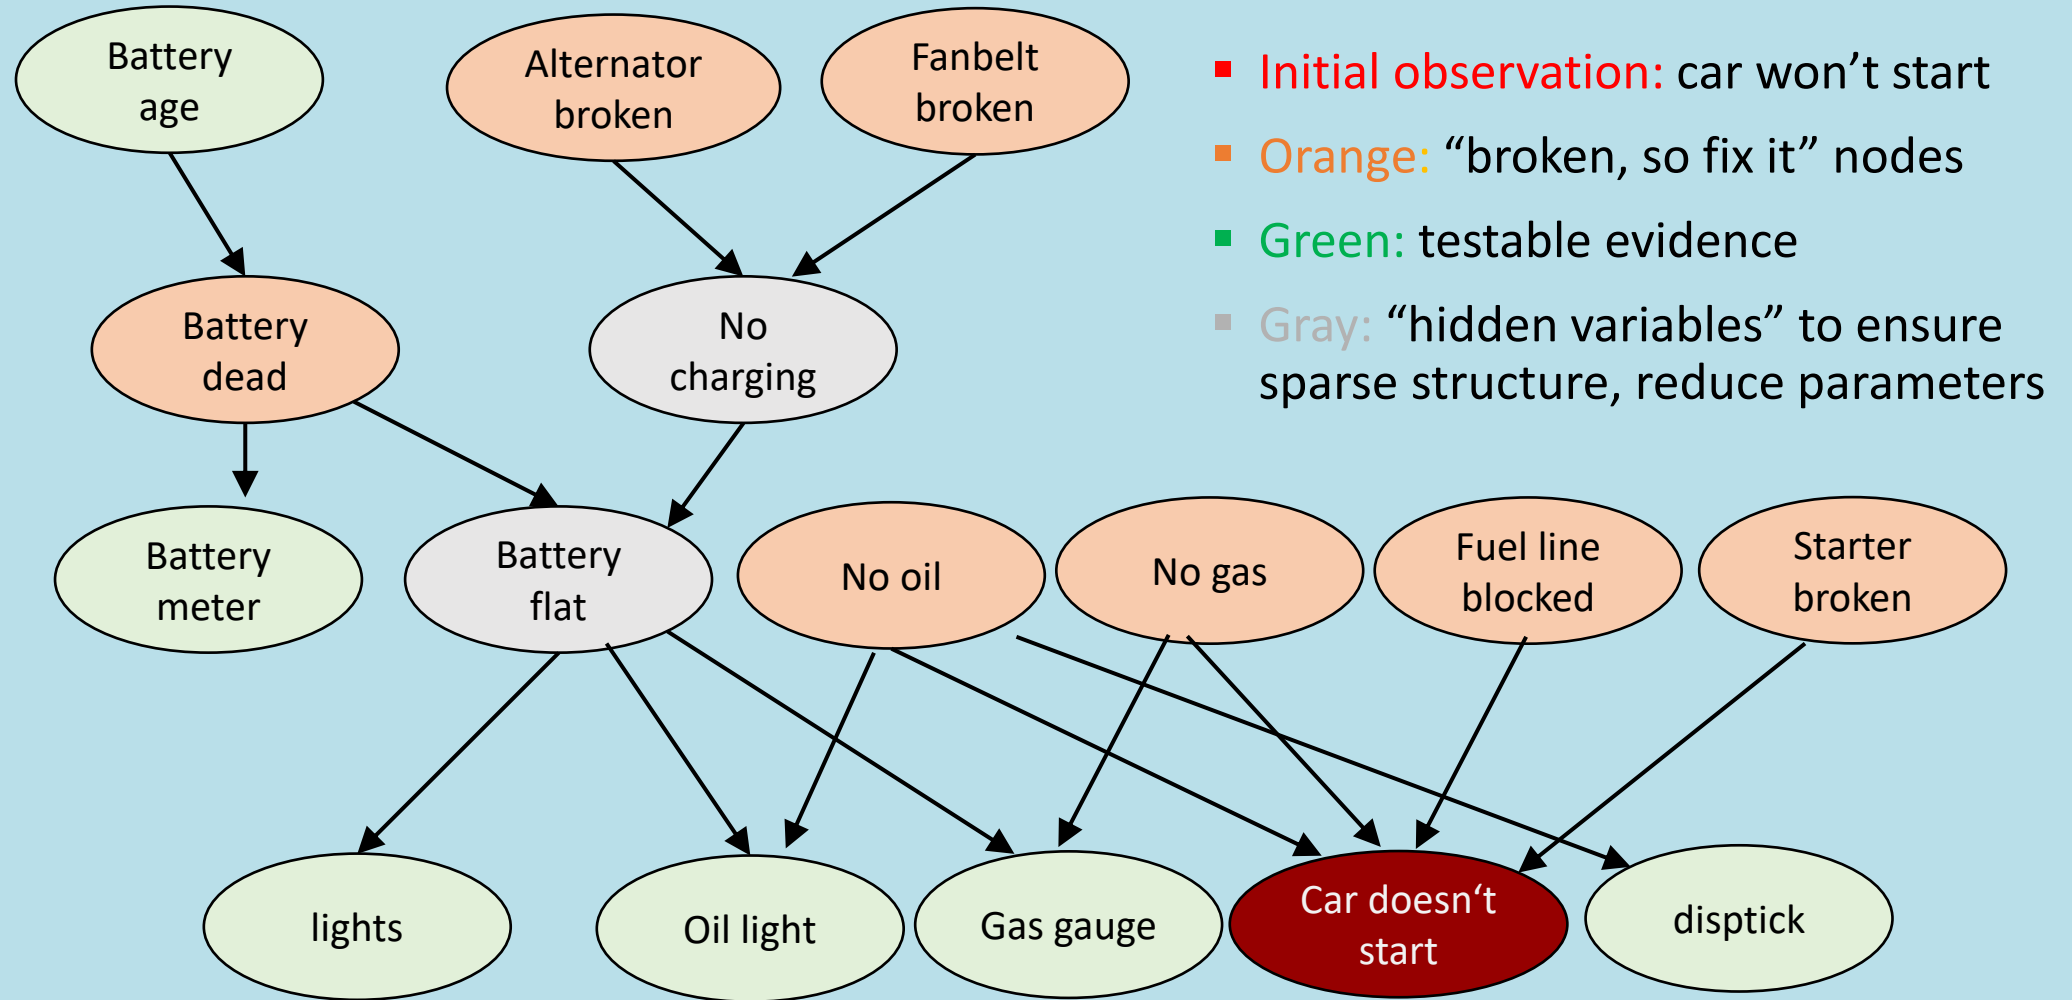 Battery
age
Alternator
broken
Fanbelt
broken
▪ Initial observation: car won’t start
▪ Orange: “broken, so fix it” nodes
▪ Green: testable evidence
▪ Gray: “hidden variables” to ensure
sparse structure, reduce parameters
Battery
dead
No
charging
Battery
meter
Battery
flat
No oil
No gas
Fuel line
blocked
Starter
broken
lights
Oil light
Gas gauge
Car doesn‘t
start
disptick